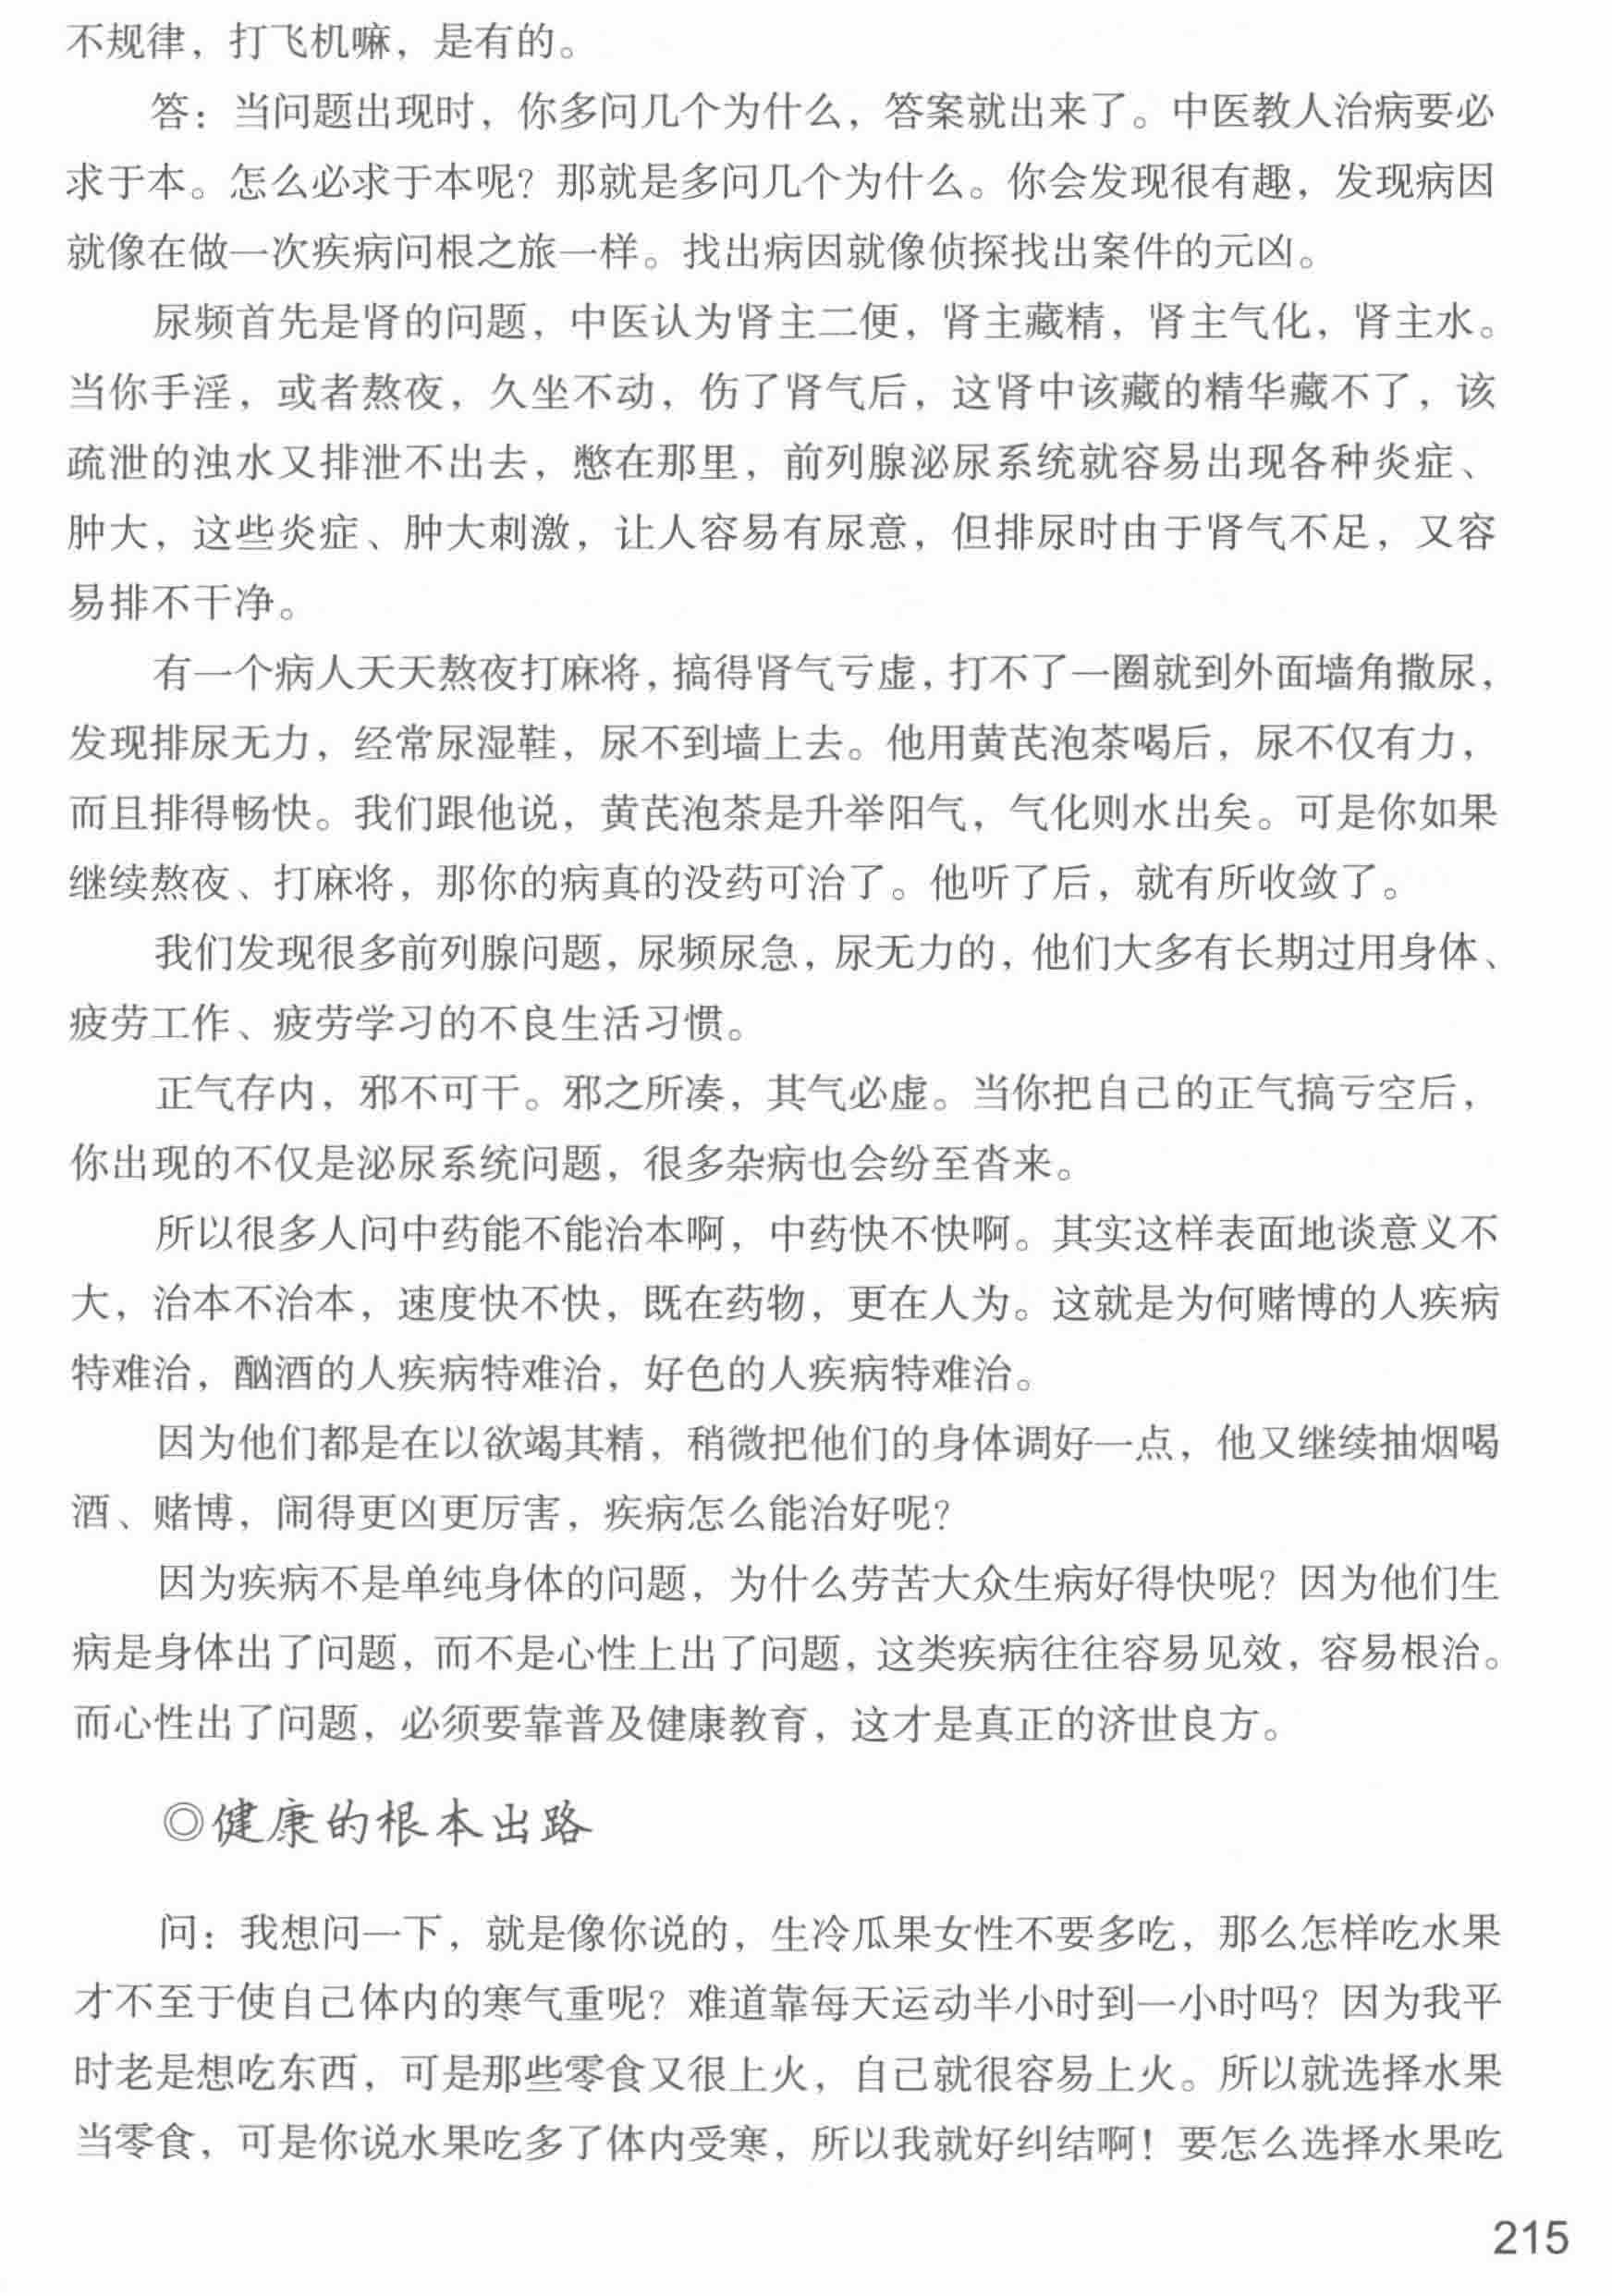 不规律，打飞机嘛，是有的。
答：当问题出现时，你多问几个为什么，答案就出来了。中医教人治病要必
求于本。怎么必求于本呢？那就是多问几个为什么。你会发现很有趣，发现病因
就像在做一次疾病问根之旅一样。找出病因就像侦探找出案件的元凶。
尿频首先是肾的问题，中医认为肾主二便，肾主藏精，肾主气化，肾主水。
当你手淫，或者熬夜，久坐不动，伤了肾气后，这肾中该藏的精华藏不了，该
疏泄的浊水又排泄不出去，憋在那里，前列腺泌尿系统就容易出现各种炎症、
肿大，这些炎症、肿大刺激，让人容易有尿意，但排尿时由于肾气不足，又容
易排不干净。
有一个病人天天熬夜打麻将，搞得肾气亏虚，打不了一圈就到外面墙角撒尿，
发现排尿无力，经常尿湿鞋，尿不到墙上去。他用黄芪泡茶喝后，尿不仅有力，
而且排得畅快。我们跟他说，黄芪泡茶是升举阳气，气化则水出矣。可是你如果
继续熬夜、打麻将，那你的病真的没药可治了。他听了后，就有所收敛了。
我们发现很多前列腺问题，尿频尿急，尿无力的，他们大多有长期过用身体、
疲劳工作、疲劳学习的不良生活习惯。
正气存内，邪不可干。邪之所凑，其气必虚。当你把自己的正气搞亏空后，
你出现的不仅是泌尿系统问题，很多杂病也会纷至沓来。
所以很多人问中药能不能治本啊，中药快不快啊。其实这样表面地谈意义不
大，治本不治本，速度快不快，既在药物，更在人为。这就是为何赌博的人疾病
特难治，酗酒的人疾病特难治，好色的人疾病特难治。
因为他们都是在以欲竭其精，稍微把他们的身体调好一点，他又继续抽烟喝
酒、赌博，闹得更凶更厉害，疾病怎么能治好呢？
因为疾病不是单纯身体的问题，为什么劳苦大众生病好得快呢？因为他们生
病是身体出了问题，而不是心性上出了问题，这类疾病往往容易见效，容易根治。
而心性出了问题，必须要靠普及健康教育，这才是真正的济世良方。
◎健康的根本出路
问：我想问一下，就是像你说的，生冷瓜果女性不要多吃，那么怎样吃水果
才不至于使自己体内的寒气重呢？难道靠每天运动半小时到一小时吗？因为我平
时老是想吃东西，可是那些零食又很上火，自己就很容易上火。所以就选择水果
当零食，可是你说水果吃多了体内受寒，所以我就好纠结啊！要怎么选择水果吃
215